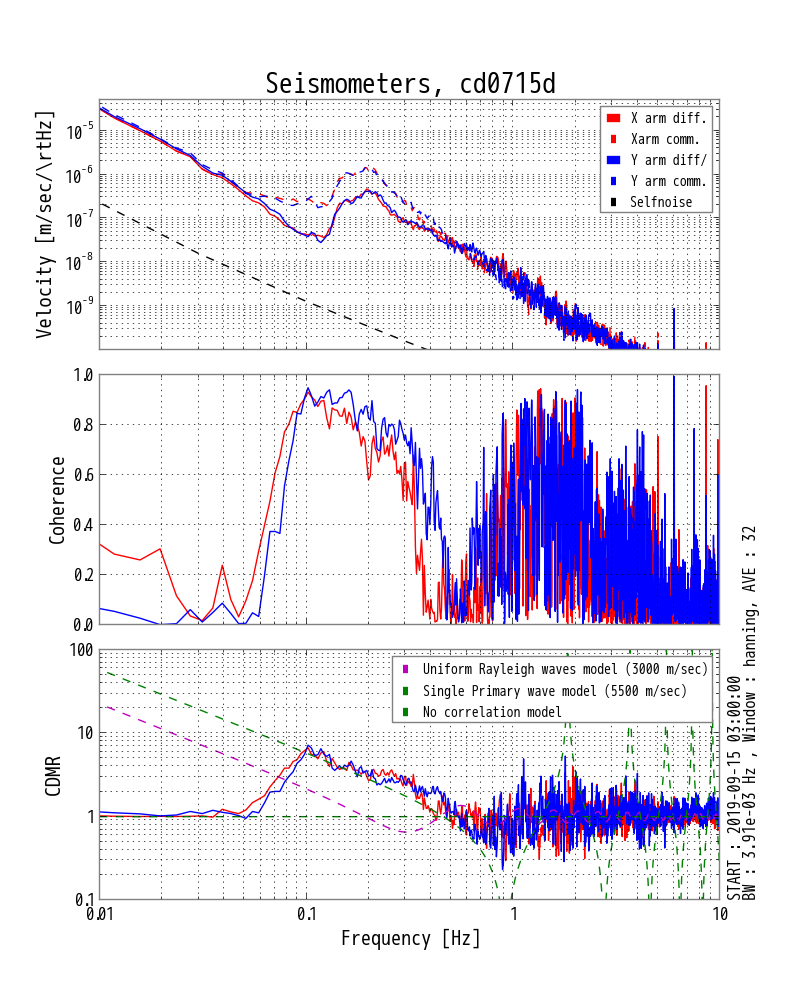 Seismometers, cd0715d
Velocity [m/sec/\rtHz]
10^-5
10^-6
10^-7
10^-8
10^-9
X arm diff.
Xarm comm.
Y arm diff/
Y arm comm.
Selfnoise
Coherence
1.0
0.8
0.6
0.4
0.2
0.0
CDMR
100
10
1
0.1
Uniform Rayleigh waves model (3000 m/sec)
Single Primary wave model (5500 m/sec)
No correlation model
0.01
0.1
1
10
Frequency [Hz]
START : 2019-09-15 03:00:00
BW : 3.91e-03 Hz , Window : hanning, AVE : 32